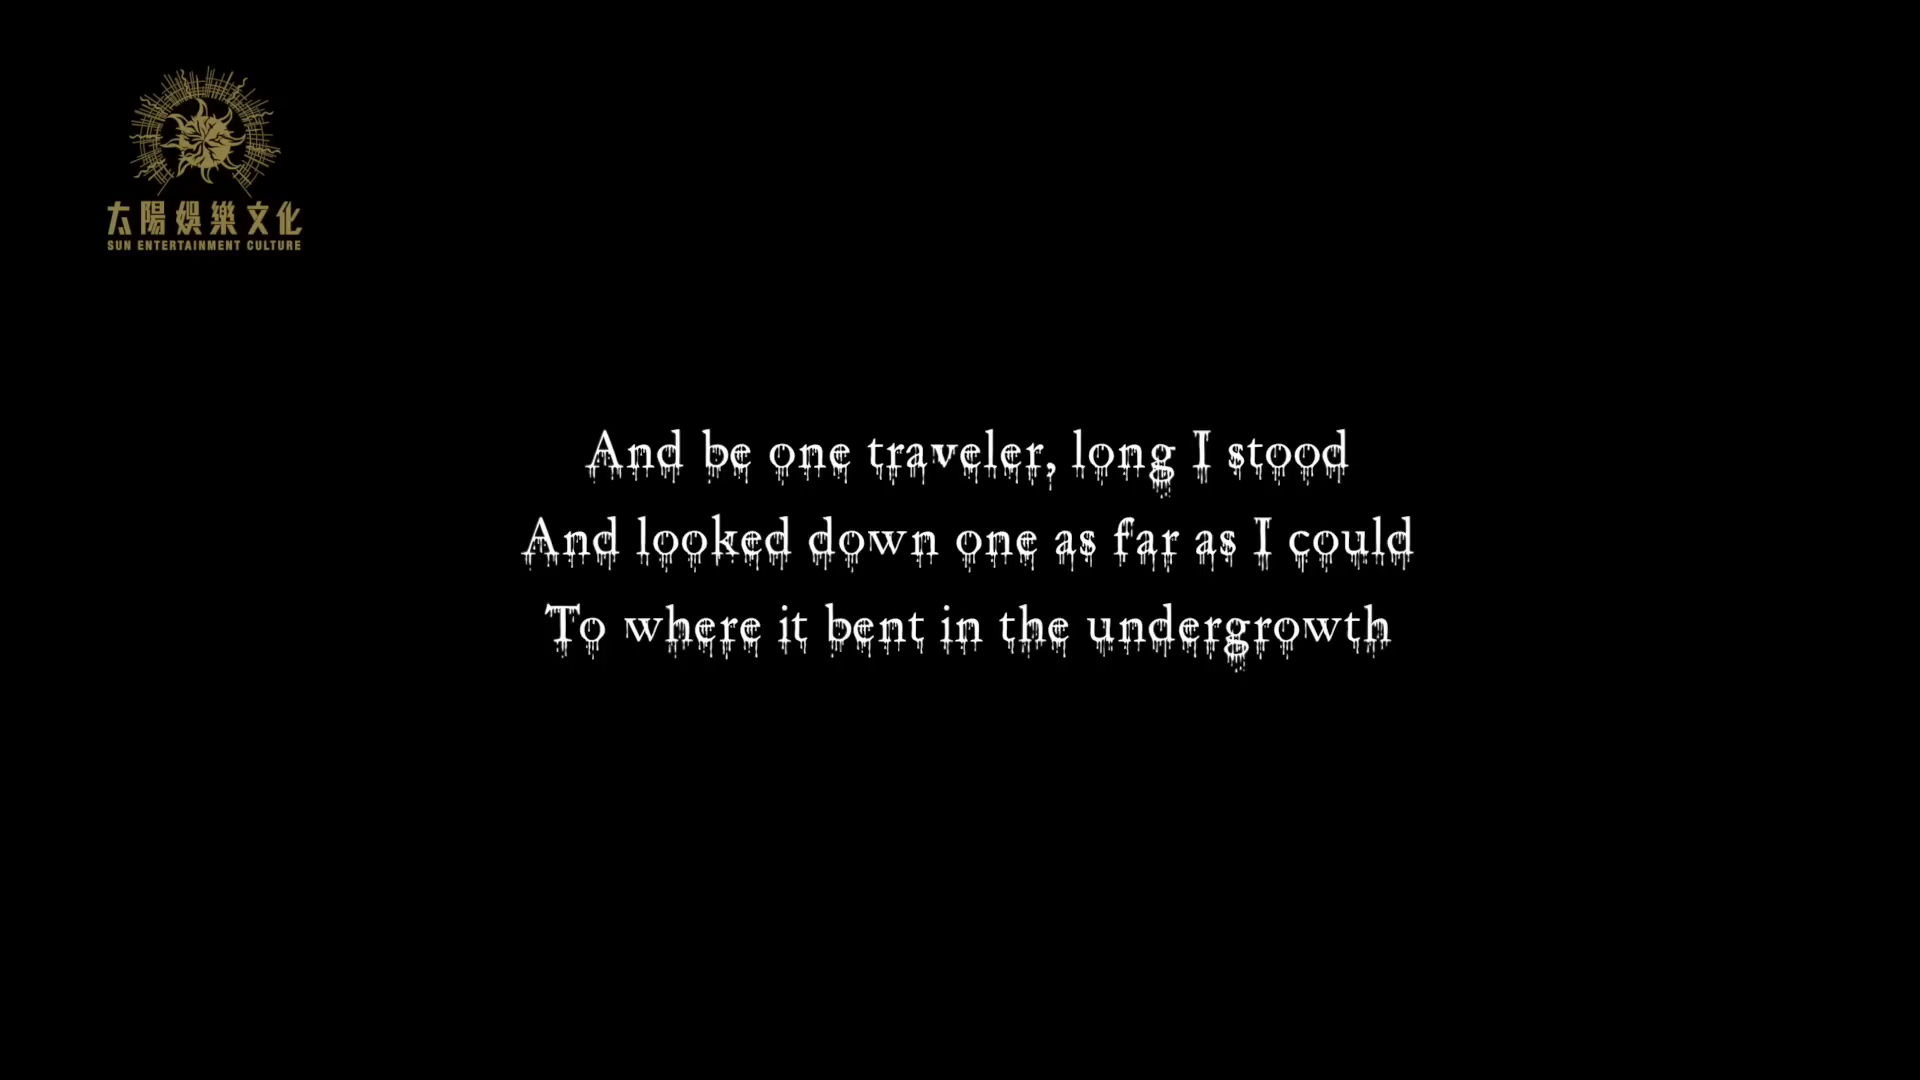 太陽娛樂文化
SUN ENTERTAINMENT CULTURE
And be one traveler, long I stood
And looked down one as far as I could
To where it bent in the undergrowth